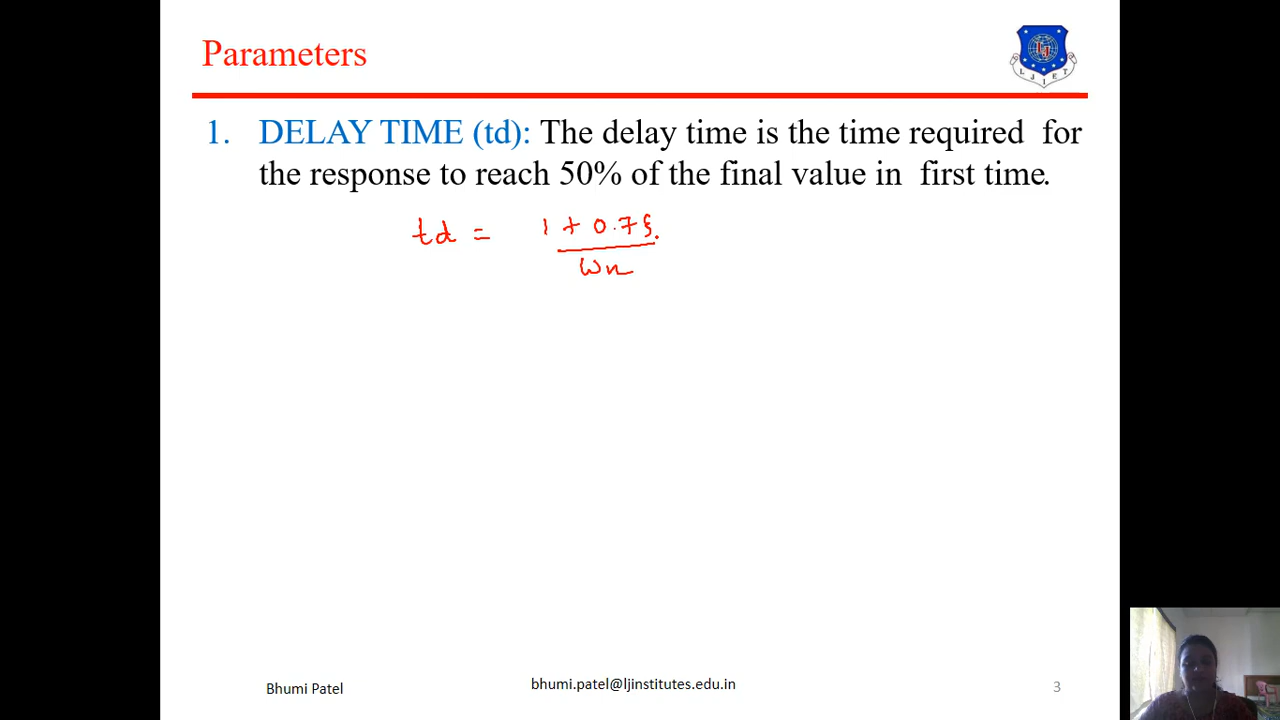 Parameters
LJIET
1. DELAY TIME (td): The delay time is the time required for
the response to reach 50% of the final value in first time.
td = 1 + 0.7ξ.
ωn
Bhumi Patel
bhumi.patel@ljinstitutes.edu.in
3